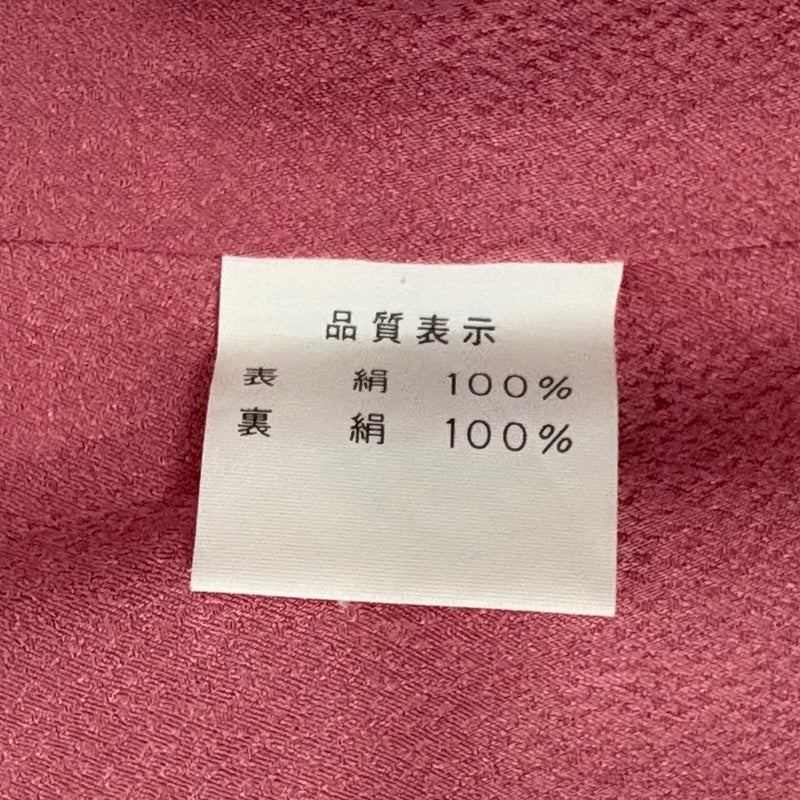 品質表示
表 絹 100%
裏 絹 100%